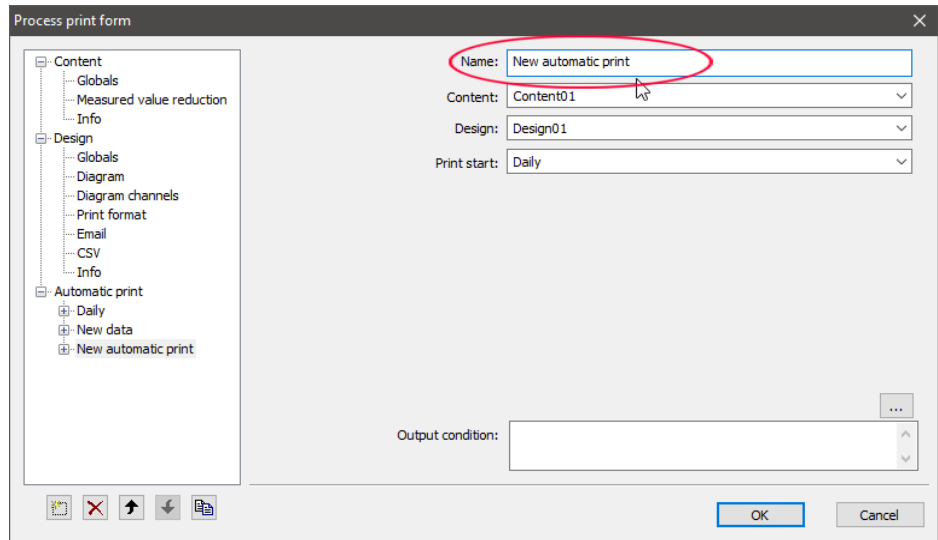 Process print form
Content
Globals
Measured value reduction
Info
Design
Globals
Diagram
Diagram channels
Print format
Email
CSV
Info
Automatic print
Daily
New data
New automatic print
Name: New automatic print
Content: Content01
Design: Design01
Print start: Daily
...
Output condition:
OK Cancel